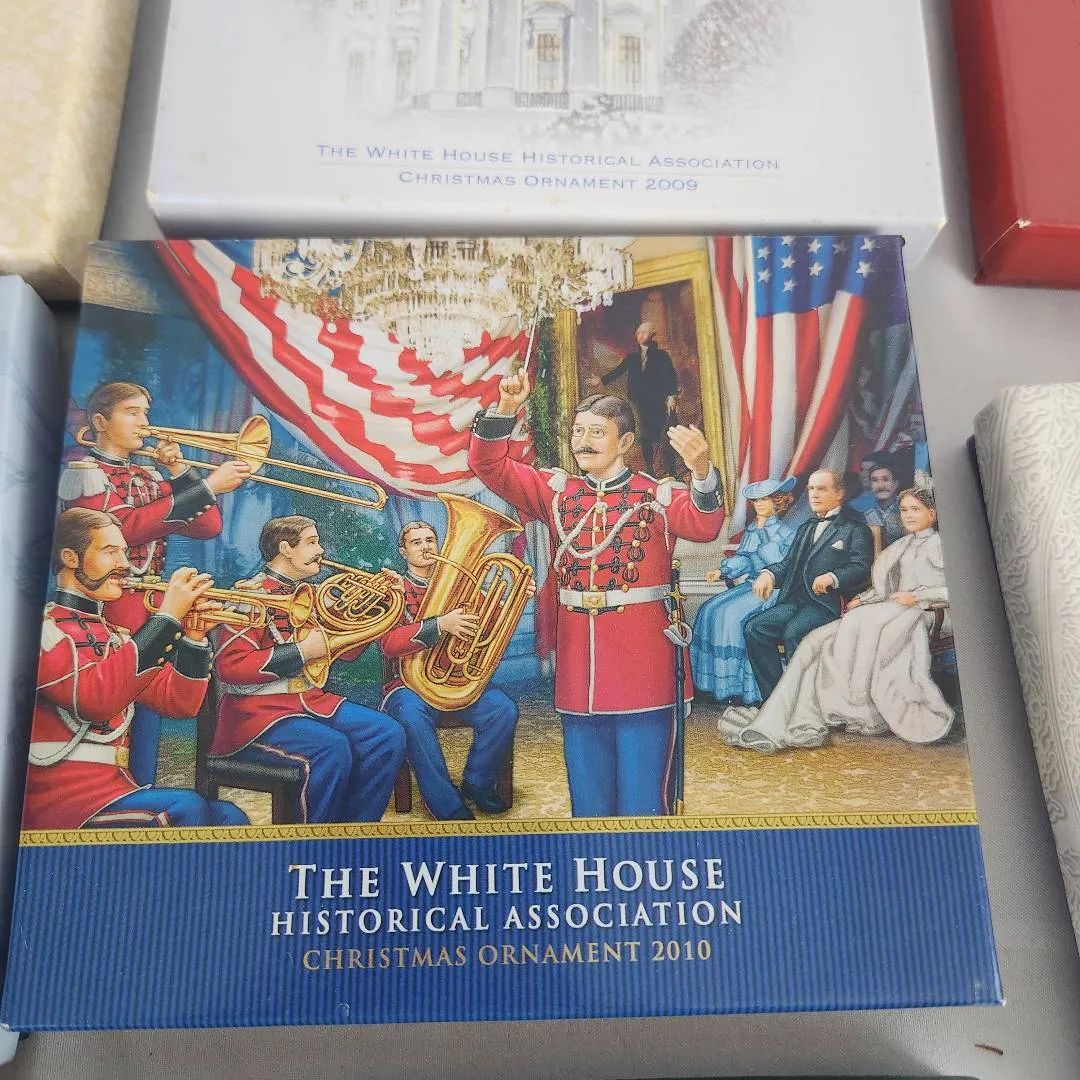 THE WHITE HOUSE HISTORICAL ASSOCIATION
CHRISTMAS ORNAMENT 2009
THE WHITE HOUSE
HISTORICAL ASSOCIATION
CHRISTMAS ORNAMENT 2010